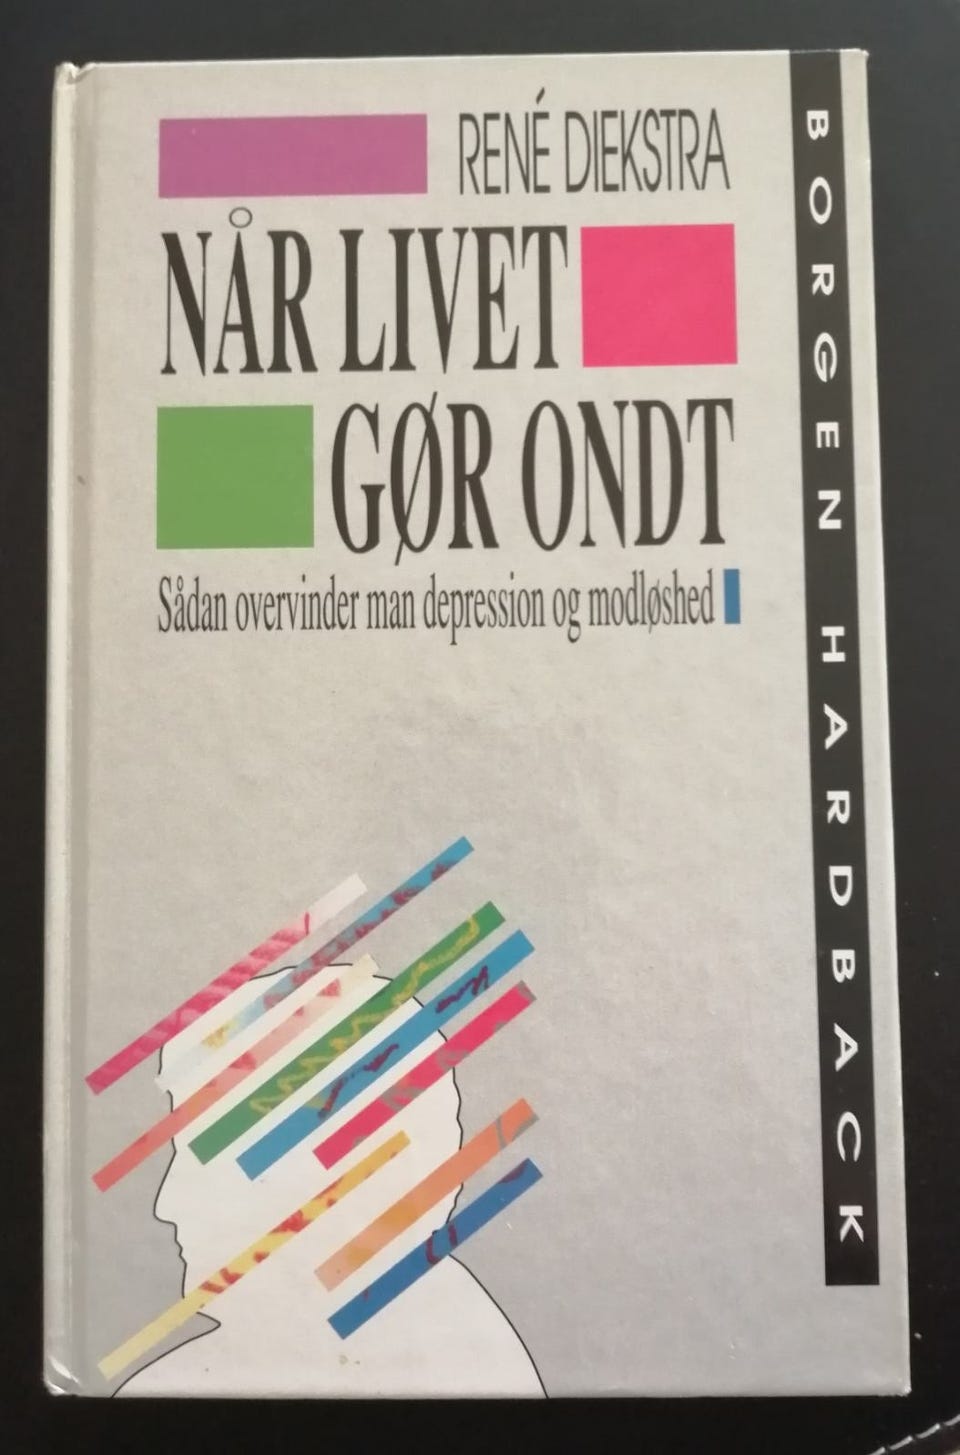 RENÉ DIEKSTRA
NÅR LIVET
GØR ONDT
Sådan overvinder man depression og modløshed
BORGEN HARDBACK